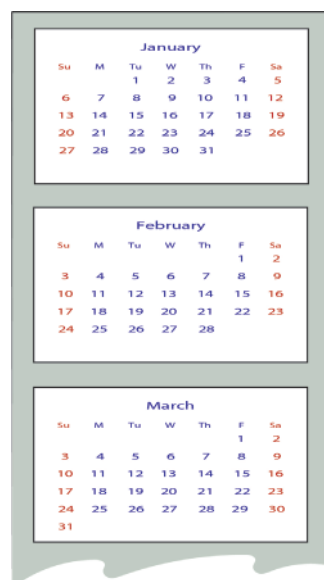 January
Su M Tu W Th F Sa
1 2 3 4 5
6 7 8 9 10 11 12
13 14 15 16 17 18 19
20 21 22 23 24 25 26
27 28 29 30 31
February
Su M Tu W Th F Sa
1 2
3 4 5 6 7 8 9
10 11 12 13 14 15 16
17 18 19 20 21 22 23
24 25 26 27 28
March
Su M Tu W Th F Sa
1 2
3 4 5 6 7 8 9
10 11 12 13 14 15 16
17 18 19 20 21 22 23
24 25 26 27 28 29 30
31